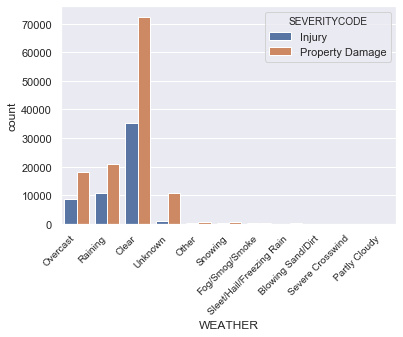 SEVERITYCODE
Injury
Property Damage
count
70000
60000
50000
40000
30000
20000
10000
0
Overcast
Raining
Clear
Unknown
Other
Snowing
Fog/Smog/Smoke
Sleet/Hail/Freezing Rain
Blowing Sand/Dirt
Severe Crosswind
Partly Cloudy
WEATHER